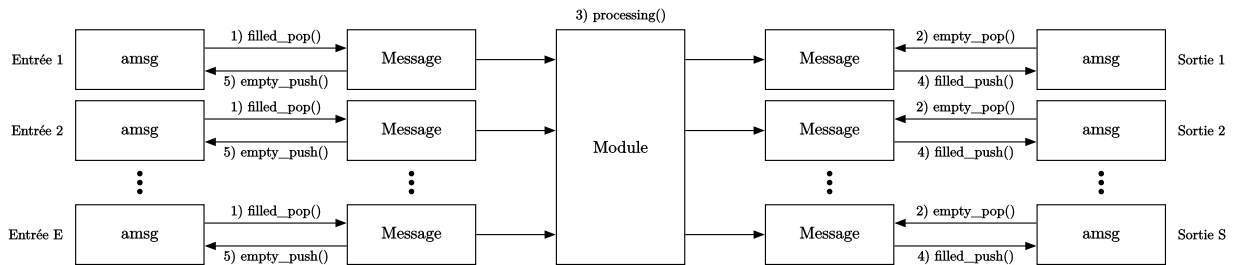 3) processing()
Entrée 1
amsg
1) filled_pop()
5) empty_push()
Message
Message
2) empty_pop()
4) filled_push()
amsg
Sortie 1
Entrée 2
amsg
1) filled_pop()
5) empty_push()
Message
Module
Message
2) empty_pop()
4) filled_push()
amsg
Sortie 2
Entrée E
amsg
1) filled_pop()
5) empty_push()
Message
Message
2) empty_pop()
4) filled_push()
amsg
Sortie S